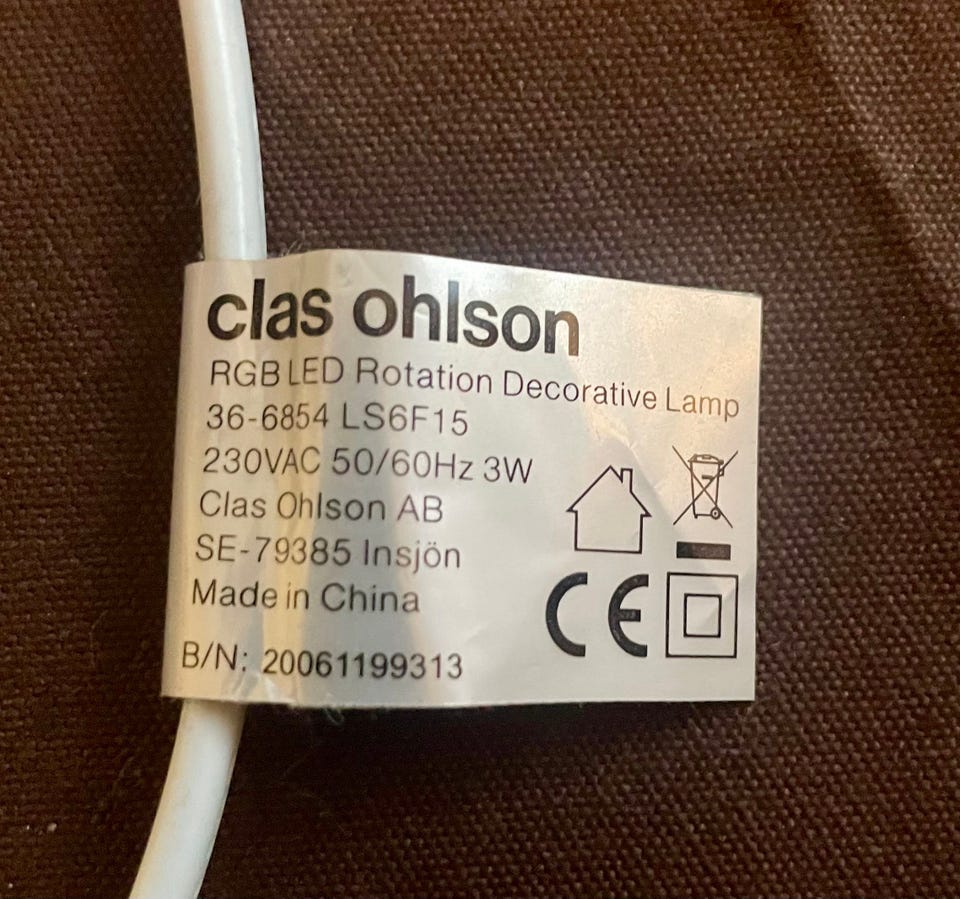 clas ohlson
RGB LED Rotation Decorative Lamp
36-6854 LS6F15
230VAC 50/60Hz 3W
Clas Ohlson AB
SE-79385 Insjön
Made in China
CE
B/N: 20061199313